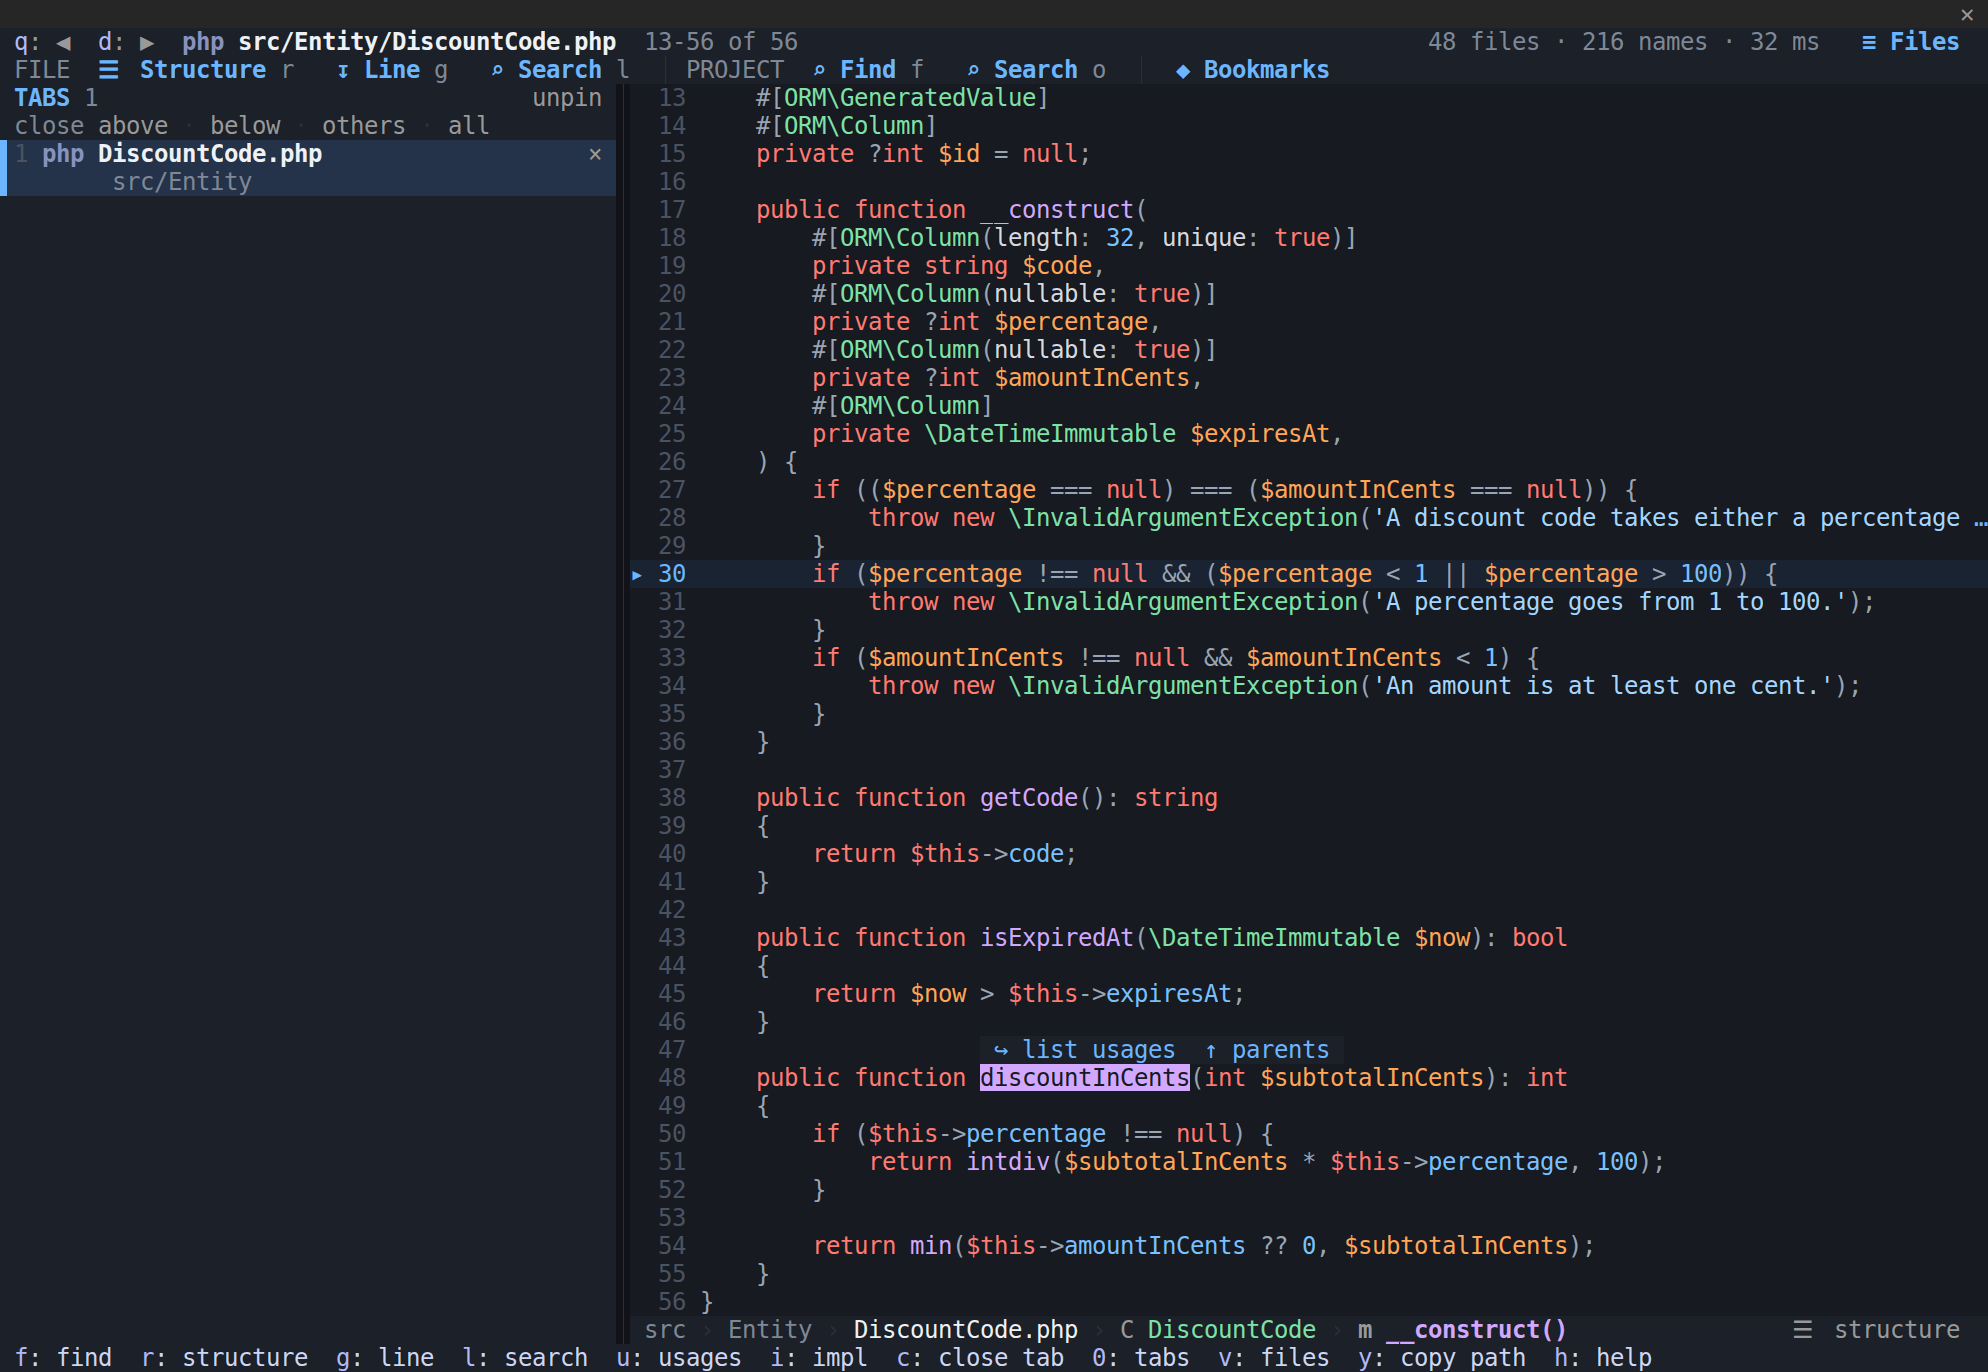 ×
q: ◀  d: ▶  php src/Entity/DiscountCode.php  13-56 of 56  48 files · 216 names · 32 ms  ≡ Files
FILE  ☰ Structure r  ↧ Line g  ⌕ Search l  PROJECT  ⌕ Find f  ⌕ Search o  ◆ Bookmarks
TABS 1  unpin
close above · below · others · all
1 php DiscountCode.php  ×
src/Entity
13     #[ORM\GeneratedValue]
14     #[ORM\Column]
15     private ?int $id = null;
16
17     public function __construct(
18         #[ORM\Column(length: 32, unique: true)]
19         private string $code,
20         #[ORM\Column(nullable: true)]
21         private ?int $percentage,
22         #[ORM\Column(nullable: true)]
23         private ?int $amountInCents,
24         #[ORM\Column]
25         private \DateTimeImmutable $expiresAt,
26     ) {
27         if (($percentage === null) === ($amountInCents === null)) {
28             throw new \InvalidArgumentException('A discount code takes either a percentage …
29         }
▸ 30         if ($percentage !== null && ($percentage < 1 || $percentage > 100)) {
31             throw new \InvalidArgumentException('A percentage goes from 1 to 100.');
32         }
33         if ($amountInCents !== null && $amountInCents < 1) {
34             throw new \InvalidArgumentException('An amount is at least one cent.');
35         }
36     }
37
38     public function getCode(): string
39     {
40         return $this->code;
41     }
42
43     public function isExpiredAt(\DateTimeImmutable $now): bool
44     {
45         return $now > $this->expiresAt;
46     }
47                     ↪ list usages  ↑ parents
48     public function discountInCents(int $subtotalInCents): int
49     {
50         if ($this->percentage !== null) {
51             return intdiv($subtotalInCents * $this->percentage, 100);
52         }
53
54         return min($this->amountInCents ?? 0, $subtotalInCents);
55     }
56 }
src › Entity › DiscountCode.php › C DiscountCode › m __construct()  ☰ structure
f: find  r: structure  g: line  l: search  u: usages  i: impl  c: close tab  0: tabs  v: files  y: copy path  h: help